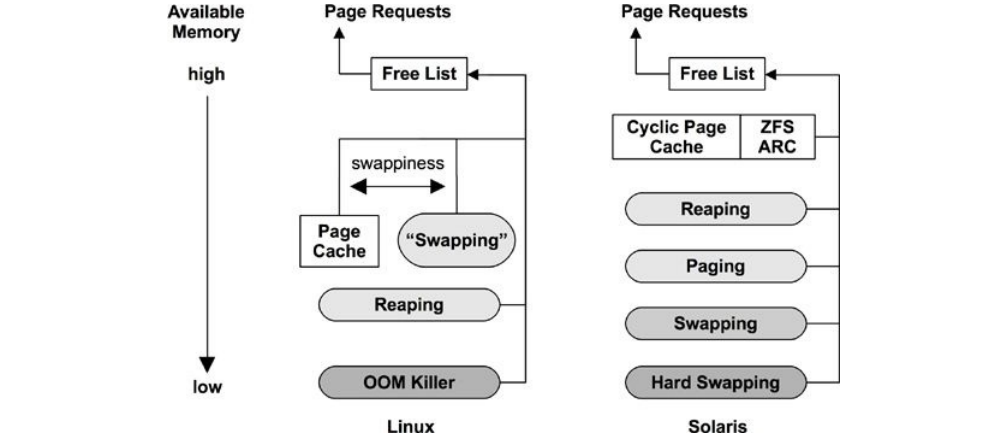 Available
Memory
high
low
Page Requests
Free List
swappiness
Page
Cache
“Swapping”
Reaping
OOM Killer
Linux
Page Requests
Free List
Cyclic Page
Cache
ZFS
ARC
Reaping
Paging
Swapping
Hard Swapping
Solaris